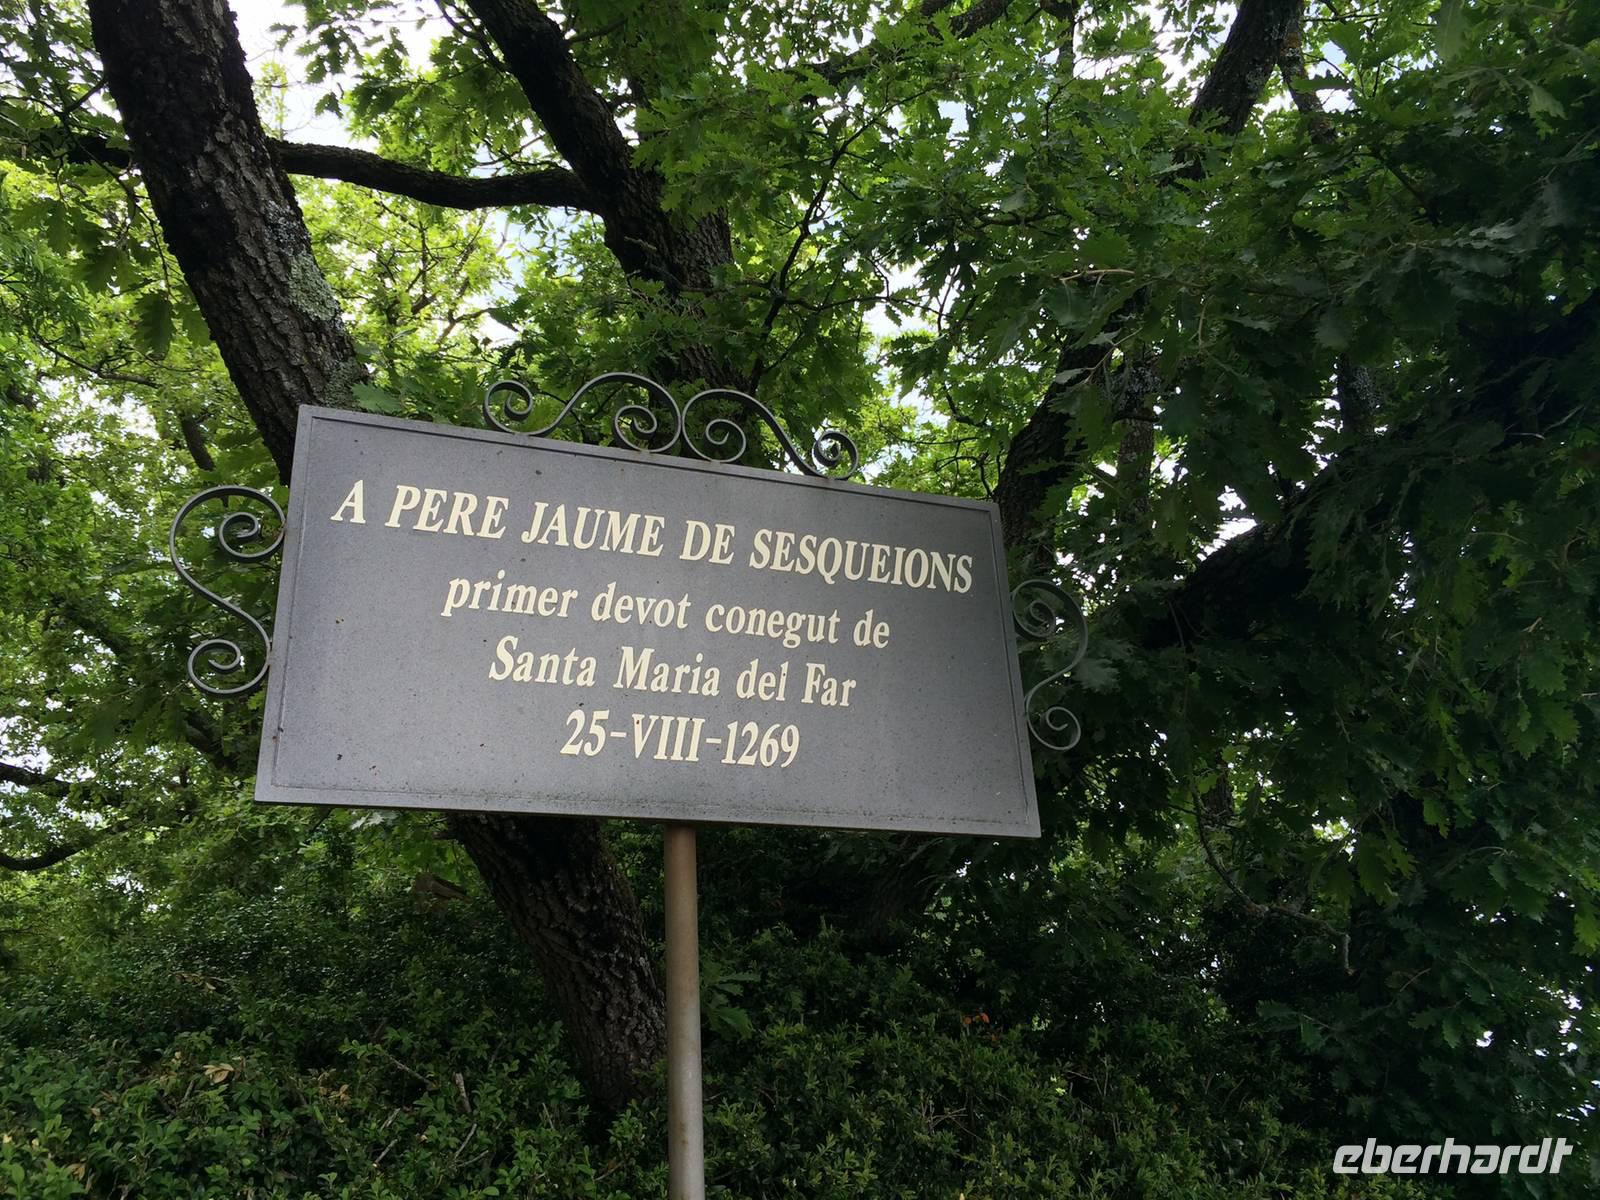 A PERE JAUME DE SESQUEIONS
primer devot conegut de
Santa Maria del Far
25-VIII-1269
eberhardt